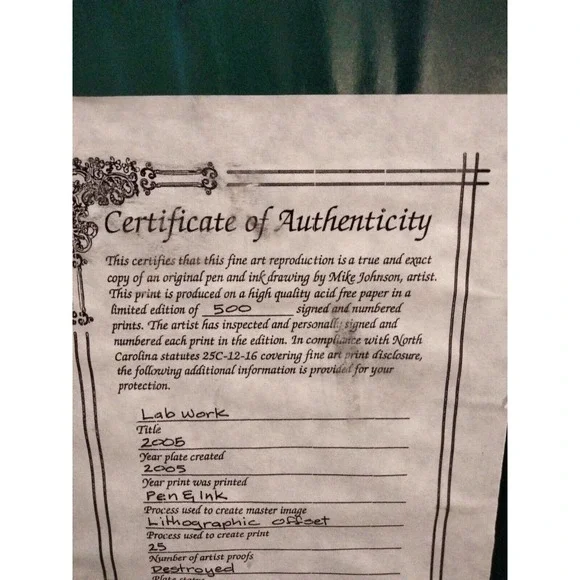 Certificate of Authenticity
This certifies that this fine art reproduction is a true and exact
copy of an original pen and ink drawing by Mike Johnson, artist.
This print is produced on a high quality acid free paper in a
limited edition of 500 signed and numbered
prints. The artist has inspected and personally signed and
numbered each print in the edition. In compliance with North
Carolina statutes 25C-12-16 covering fine art print disclosure,
the following additional information is provided for your
protection.
Lab Work
Title
2005
Year plate created
2005
Year print was printed
Pen & Ink
Process used to create master image
Lithographic offset
Process used to create print
25
Number of artist proofs
Destroyed
Plate status